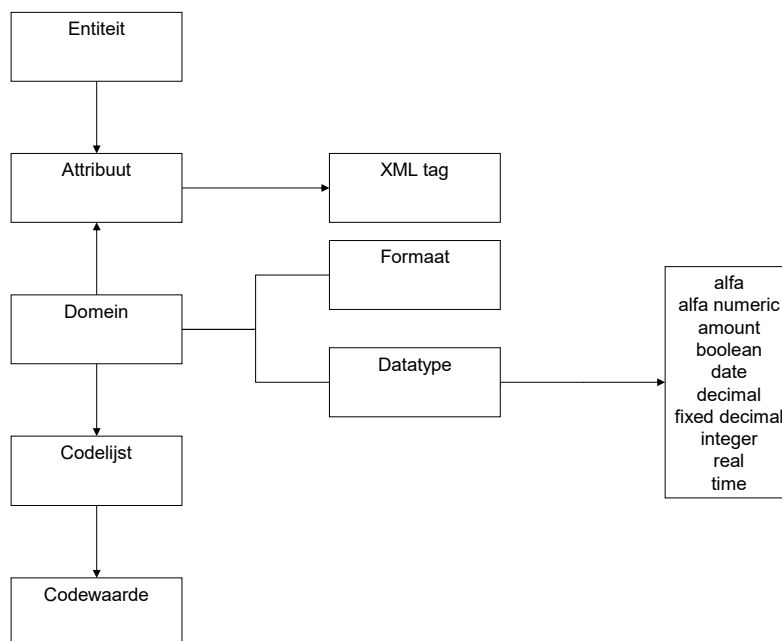 Entiteit
Attribuut
XML tag
Formaat
Domein
Datatype
alfa
alfa numeric
amount
boolean
date
decimal
fixed decimal
integer
real
time
Codelijst
Codewaarde